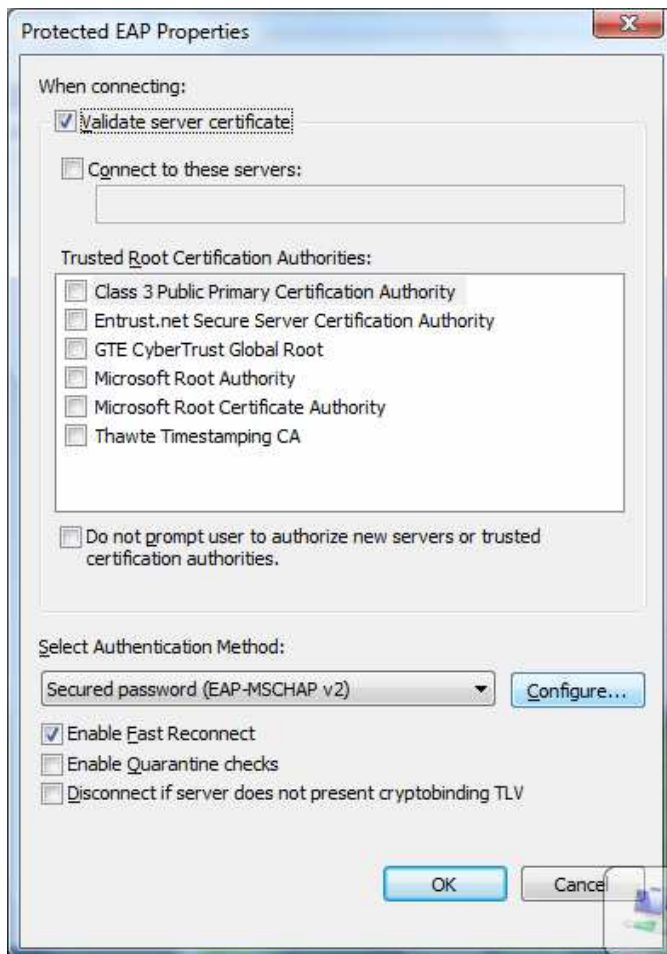 Protected EAP Properties
When connecting:
Validate server certificate
Connect to these servers:
Trusted Root Certification Authorities:
Class 3 Public Primary Certification Authority
Entrust.net Secure Server Certification Authority
GTE CyberTrust Global Root
Microsoft Root Authority
Microsoft Root Certificate Authority
Thawte Timestamping CA
Do not prompt user to authorize new servers or trusted
certification authorities.
Select Authentication Method:
Secured password (EAP-MSCHAP v2)
Configure...
Enable Fast Reconnect
Enable Quarantine checks
Disconnect if server does not present cryptobinding TLV
OK
Cancel